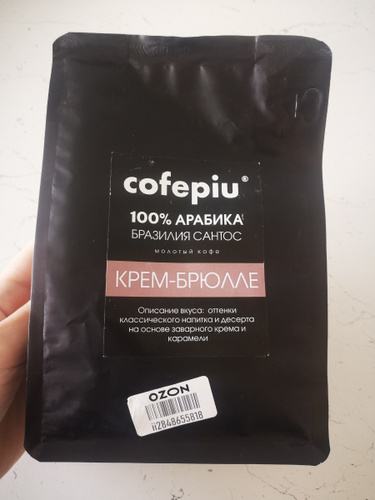 cofepiu®
100% АРАБИКА
БРАЗИЛИЯ САНТОС
молотый кофе
КРЕМ-БРЮЛЛЕ
Описание вкуса: оттенки
классического напитка и десерта
на основе заварного крема и
карамели
OZON
ii2848655818